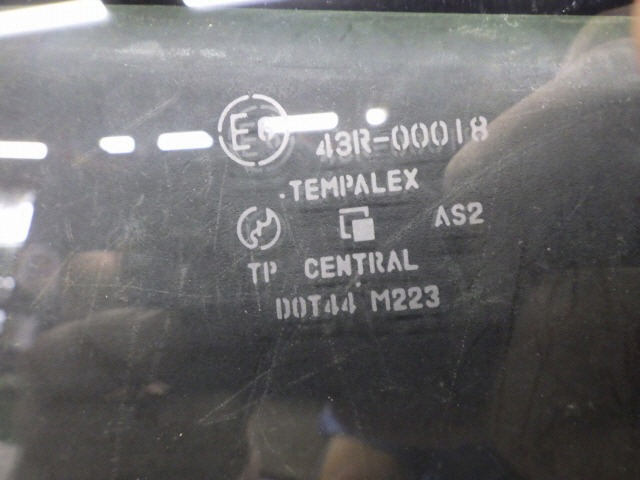 E 43R-00018
TEMPALEX
AS2
TP CENTRAL
DOT44 M223